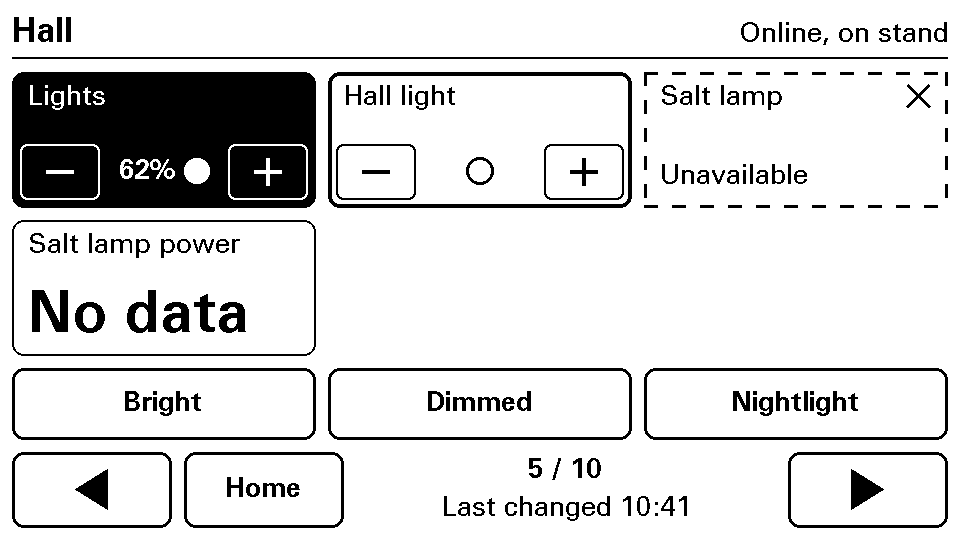 Hall
Online, on stand
Lights
62%
Hall light
Salt lamp
Unavailable
Salt lamp power
No data
Bright
Dimmed
Nightlight
Home
5 / 10
Last changed 10:41